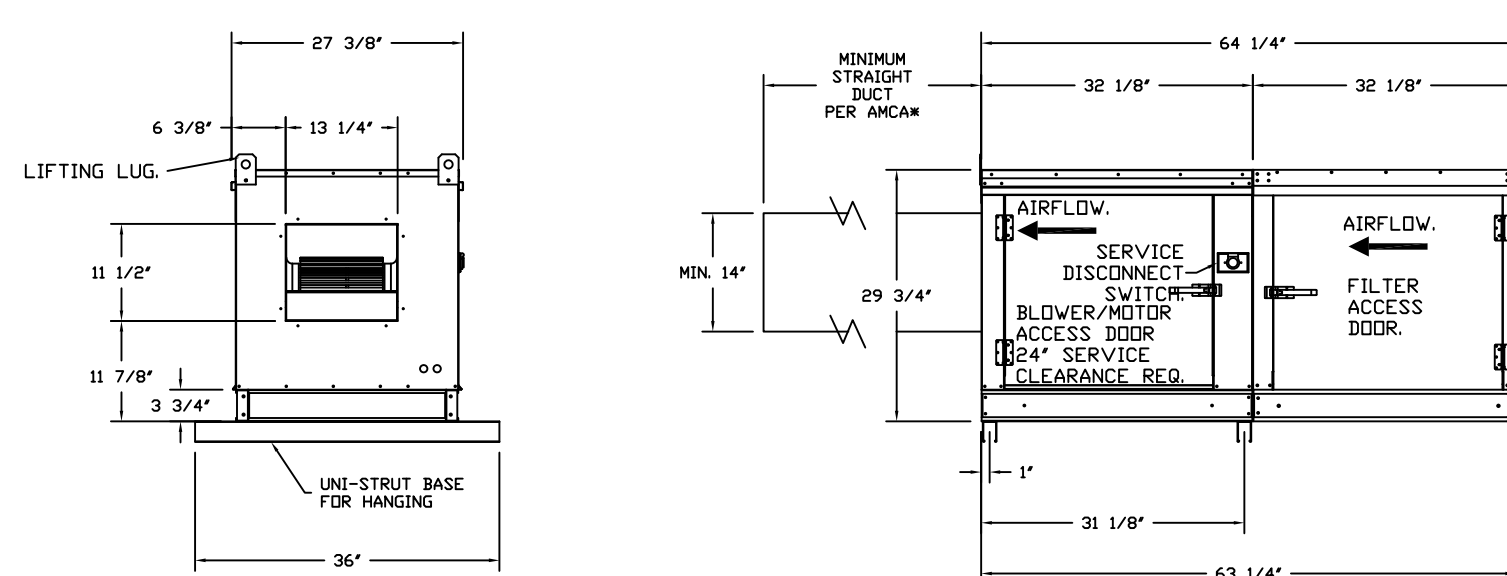 27 3/8"
6 3/8"
13 1/4"
LIFTING LUG.
11 1/2"
11 7/8"
3 3/4"
UNI-STRUT BASE
FOR HANGING
36"
64 1/4"
MINIMUM
STRAIGHT
DUCT
PER AMCA*
32 1/8"
32 1/8"
MIN. 14"
29 3/4"
AIRFLOW.
SERVICE
DISCONNECT
SWITCH.
BLOWER/MOTOR
ACCESS DOOR
24" SERVICE
CLEARANCE REQ.
AIRFLOW.
FILTER
ACCESS
DOOR.
1"
31 1/8"
63 1/4"